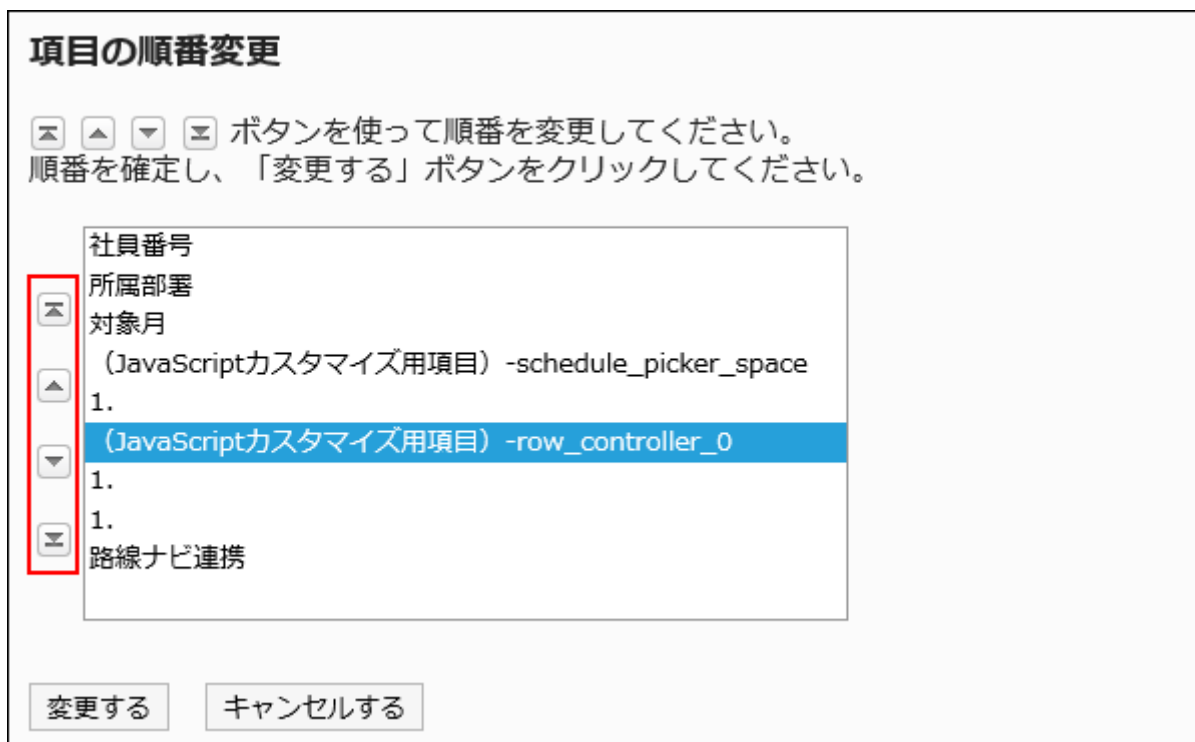 項目の順番変更
ボタンを使って順番を変更してください。
順番を確定し、「変更する」ボタンをクリックしてください。
社員番号
所属部署
対象月
（JavaScriptカスタマイズ用項目）-schedule_picker_space
1.
（JavaScriptカスタマイズ用項目）-row_controller_0
1.
1.
路線ナビ連携
変更する キャンセルする